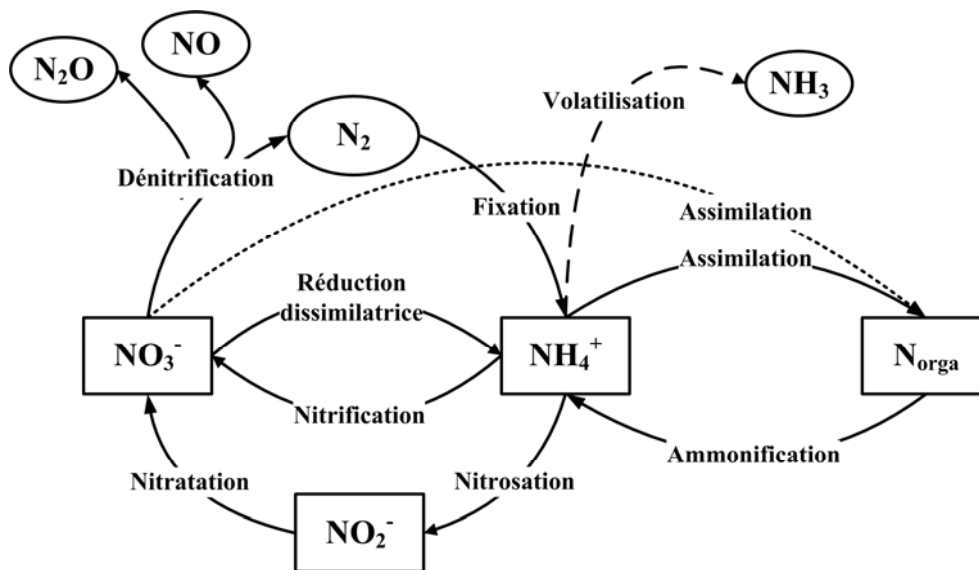 NO
N₂O
NH₃
Volatilisation
N₂
Dénitrification
Fixation
Assimilation
Assimilation
Réduction
dissimilatrice
NO₃⁻
NH₄⁺
Norga
Nitrification
Ammonification
Nitratation
Nitrosation
NO₂⁻